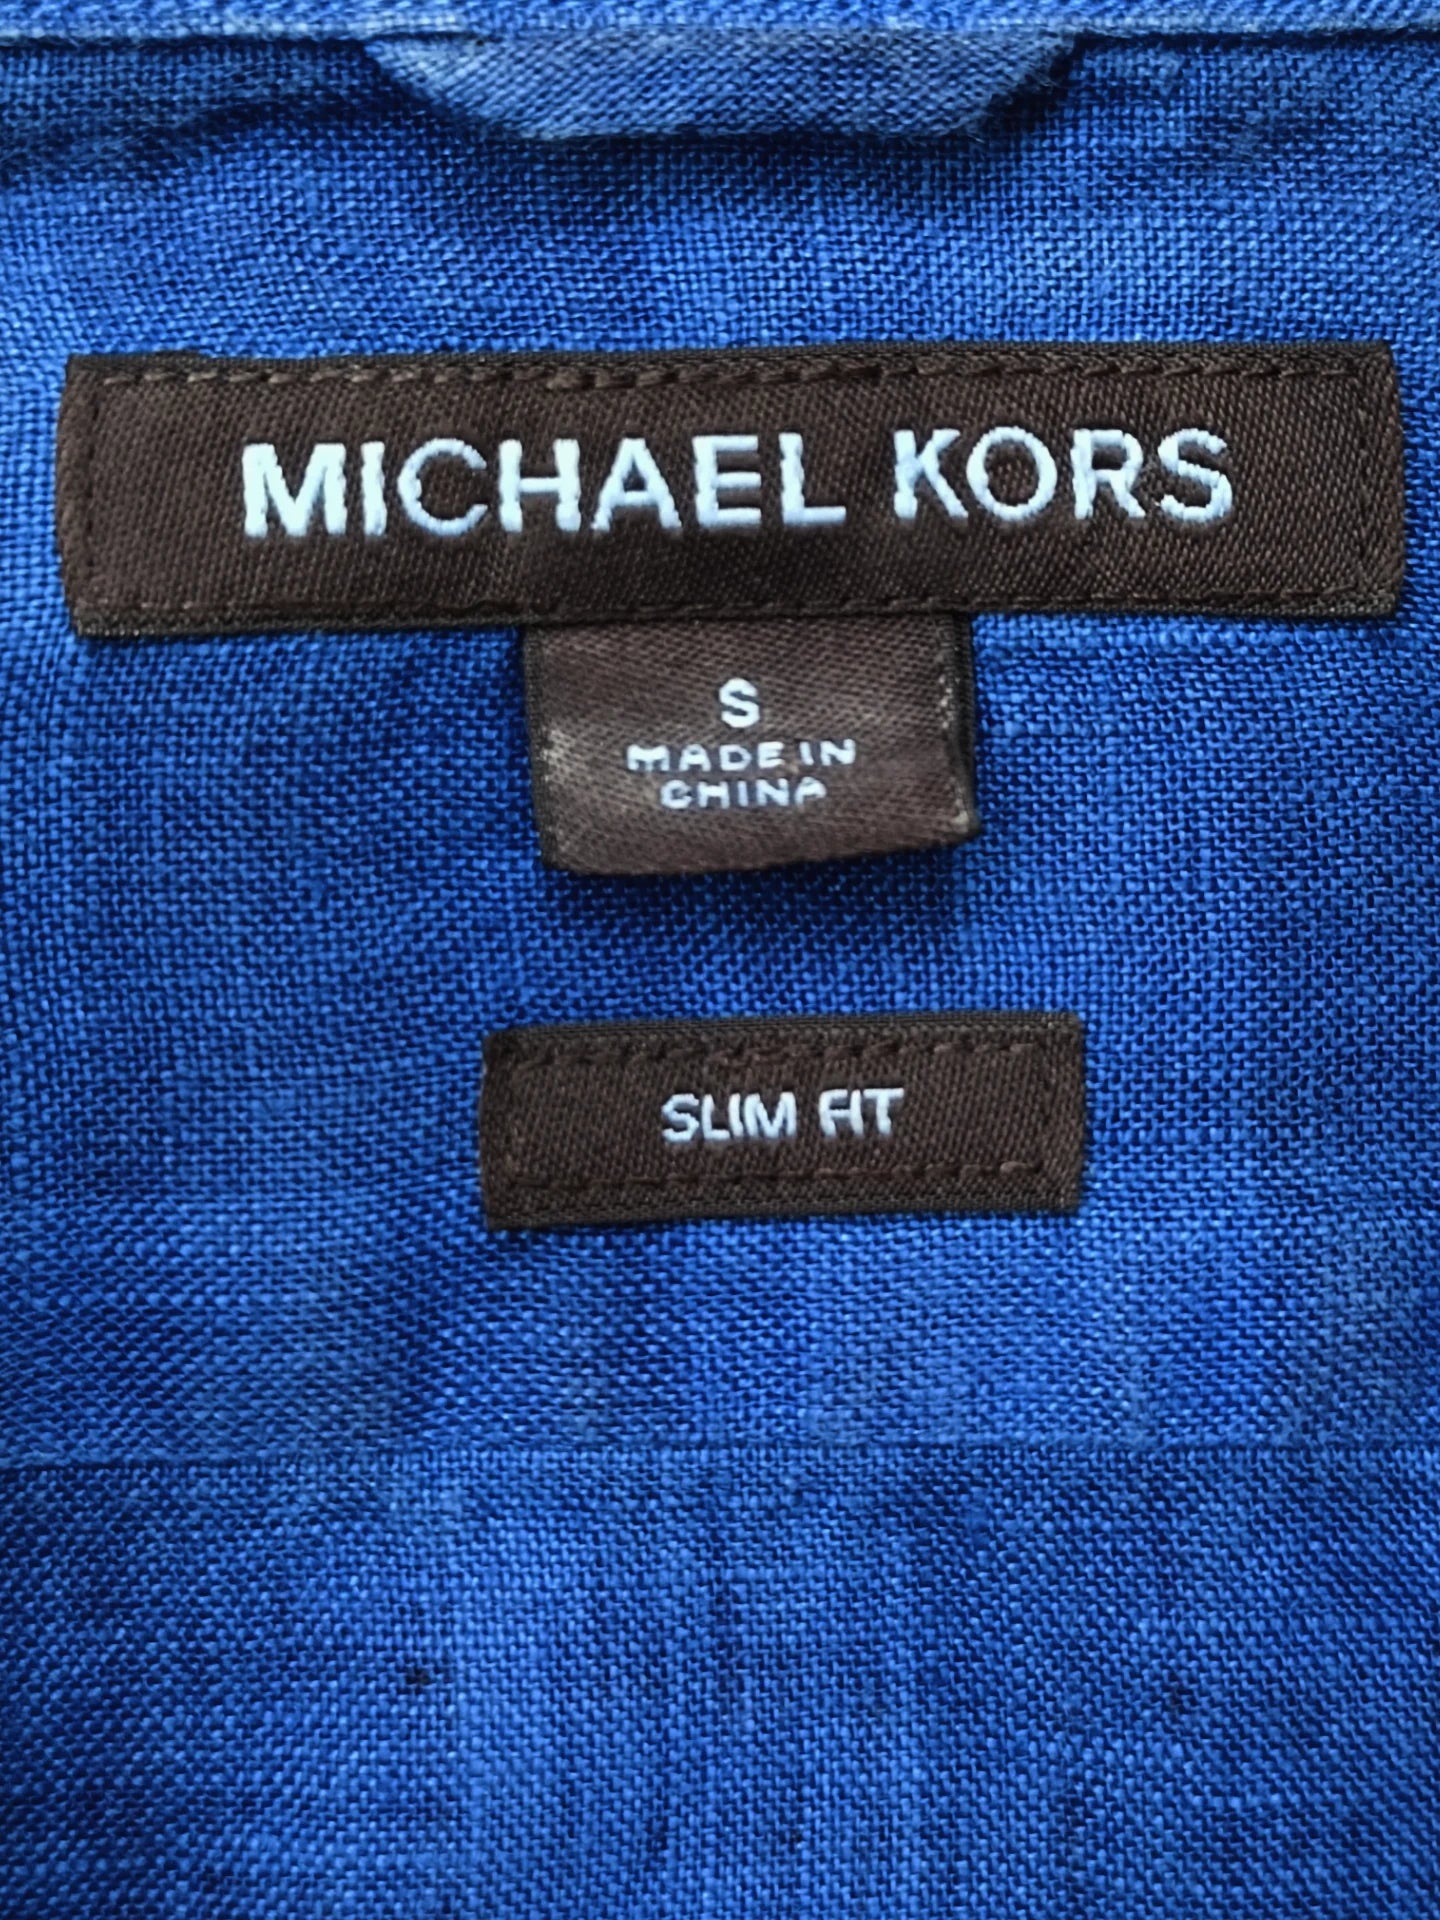 MICHAEL KORS
S
MADE IN
CHINA
SLIM FIT